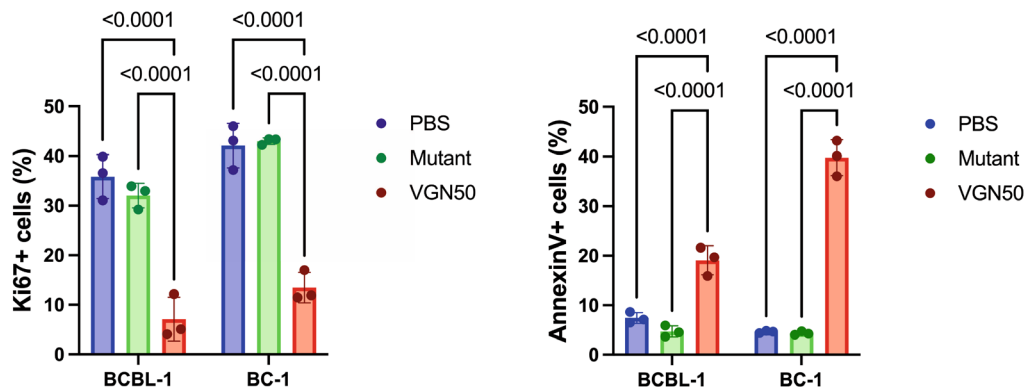 <0.0001 <0.0001
<0.0001 <0.0001
Ki67+ cells (%)
50
40
30
20
10
0
BCBL-1 BC-1
PBS
Mutant
VGN50
<0.0001 <0.0001
<0.0001 <0.0001
AnnexinV+ cells (%)
50
40
30
20
10
0
BCBL-1 BC-1
PBS
Mutant
VGN50